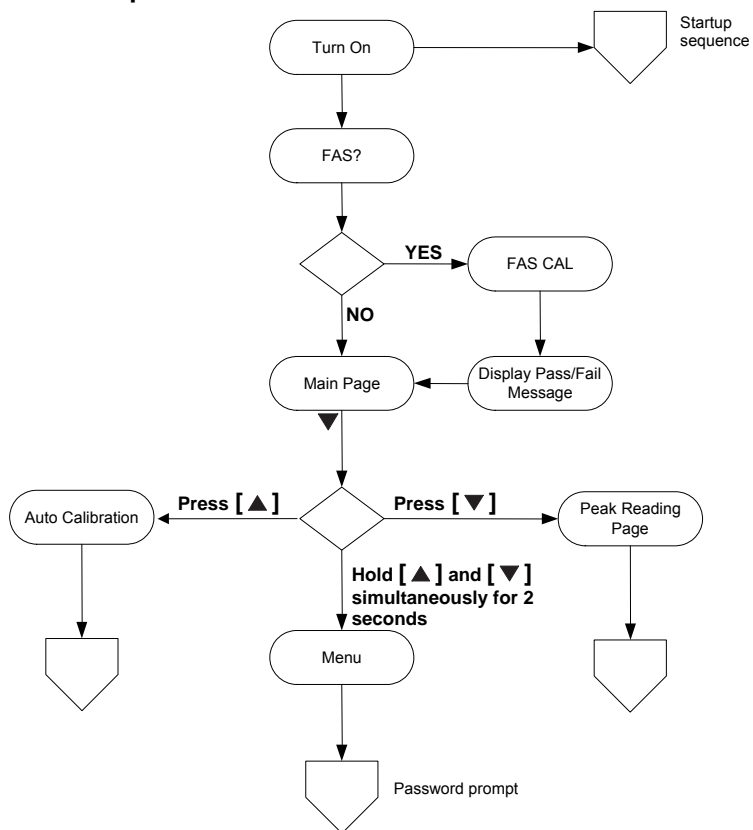 Turn On
Startup
sequence
FAS?
YES
FAS CAL
NO
Main Page
Display Pass/Fail
Message
▼
Auto Calibration
Press [ ▲ ]
Press [ ▼ ]
Peak Reading
Page
Hold [ ▲ ] and [ ▼ ]
simultaneously for 2
seconds
Menu
Password prompt